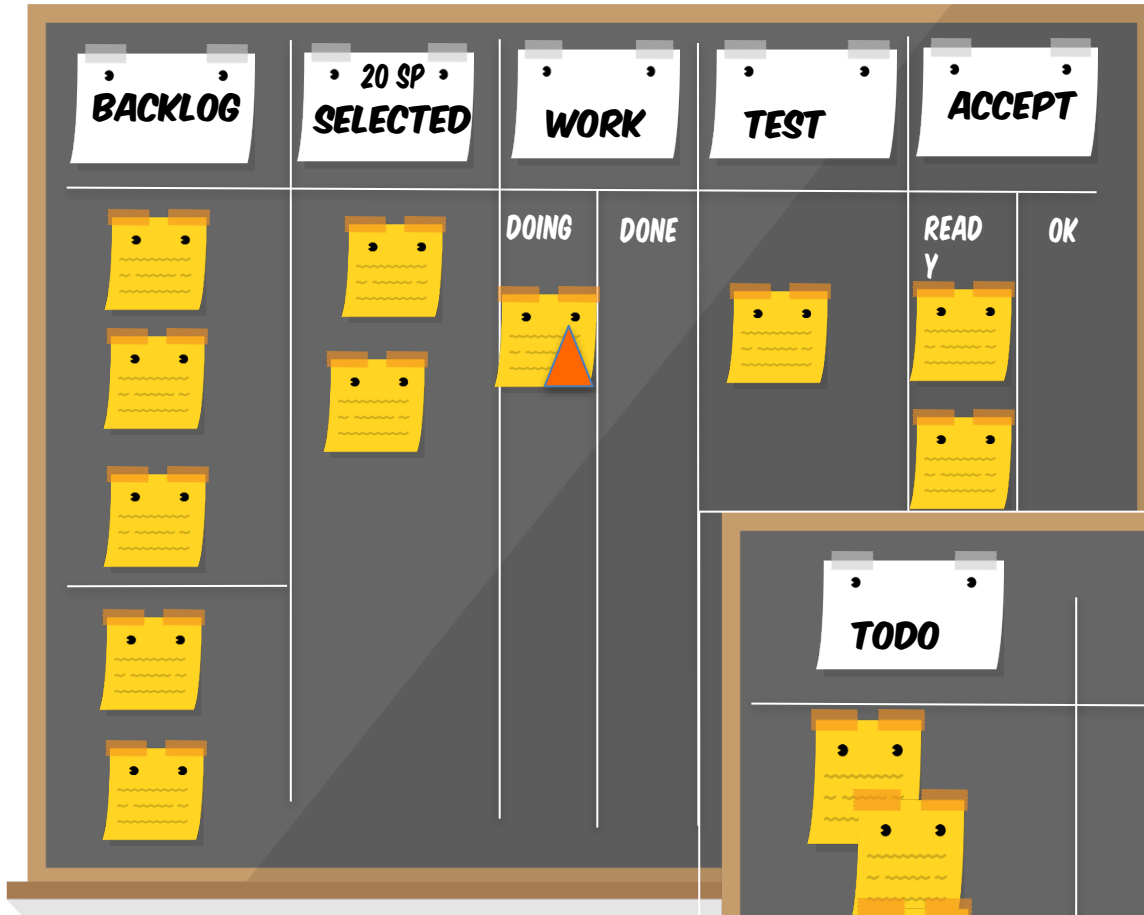 BACKLOG
20 SP
SELECTED
WORK
TEST
ACCEPT
DOING
DONE
READ
Y
OK
TODO